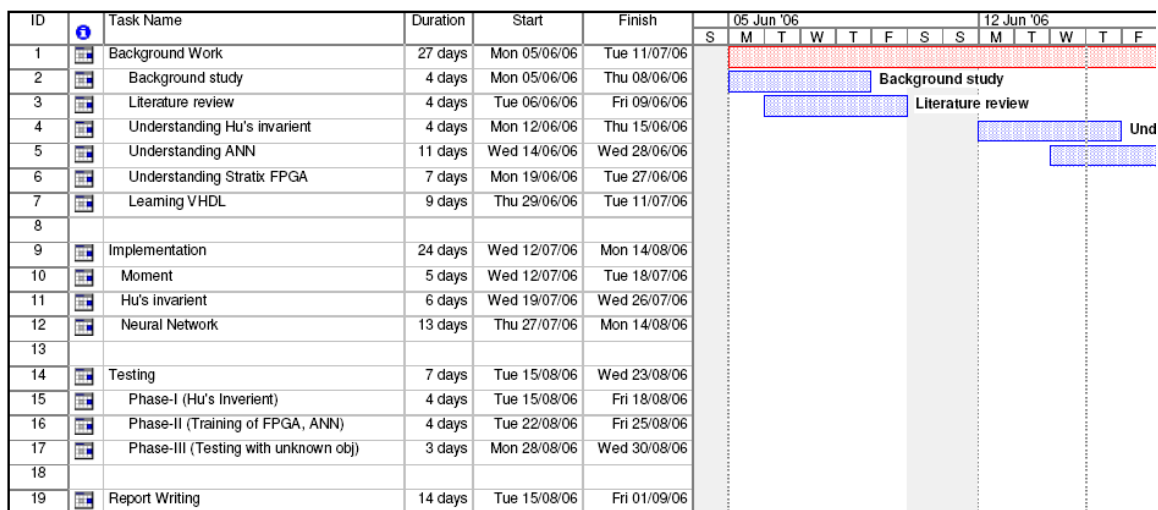 ID Task Name Duration Start Finish 05 Jun '06 12 Jun '06
S M T W T F S S M T W T F
1 Background Work 27 days Mon 05/06/06 Tue 11/07/06
2 Background study 4 days Mon 05/06/06 Thu 08/06/06 Background study
3 Literature review 4 days Tue 06/06/06 Fri 09/06/06 Literature review
4 Understanding Hu's invarient 4 days Mon 12/06/06 Thu 15/06/06 Und
5 Understanding ANN 11 days Wed 14/06/06 Wed 28/06/06
6 Understanding Stratix FPGA 7 days Mon 19/06/06 Tue 27/06/06
7 Learning VHDL 9 days Thu 29/06/06 Tue 11/07/06
8
9 Implementation 24 days Wed 12/07/06 Mon 14/08/06
10 Moment 5 days Wed 12/07/06 Tue 18/07/06
11 Hu's invarient 6 days Wed 19/07/06 Wed 26/07/06
12 Neural Network 13 days Thu 27/07/06 Mon 14/08/06
13
14 Testing 7 days Tue 15/08/06 Wed 23/08/06
15 Phase-I (Hu's Inverient) 4 days Tue 15/08/06 Fri 18/08/06
16 Phase-II (Training of FPGA, ANN) 4 days Tue 22/08/06 Fri 25/08/06
17 Phase-III (Testing with unknown obj) 3 days Mon 28/08/06 Wed 30/08/06
18
19 Report Writing 14 days Tue 15/08/06 Fri 01/09/06